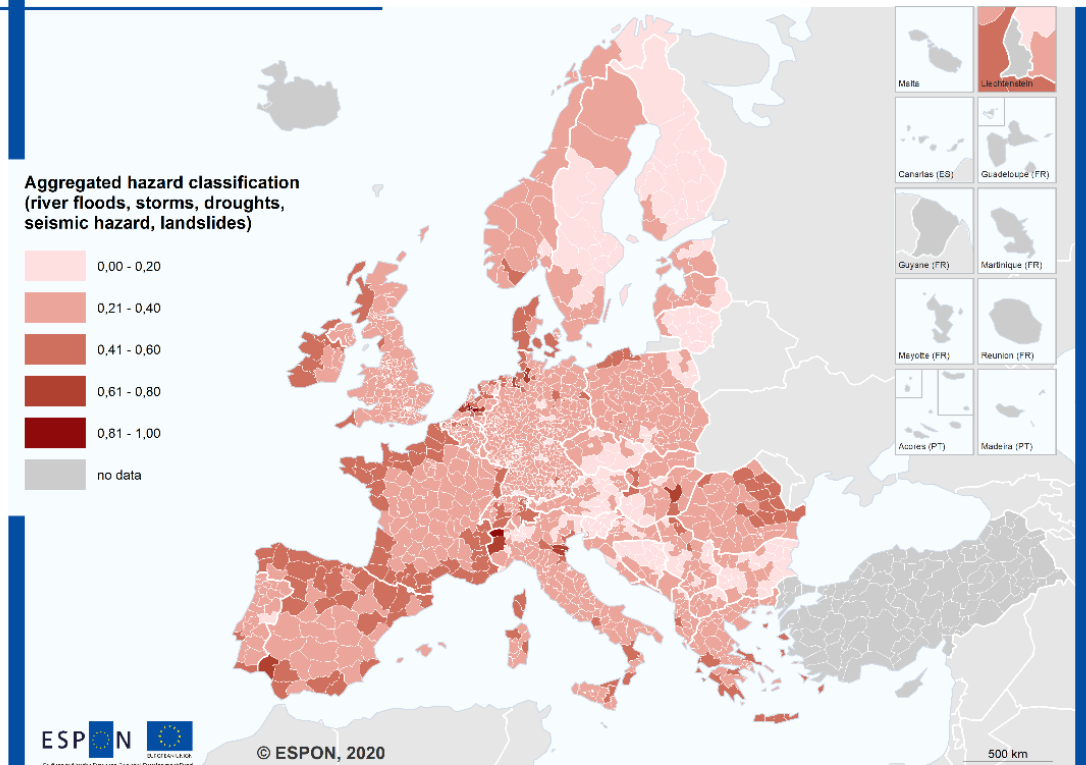 Aggregated hazard classification
(river floods, storms, droughts,
seismic hazard, landslides)
0,00 - 0,20
0,21 - 0,40
0,41 - 0,60
0,61 - 0,80
0,81 - 1,00
no data
Malta
Liechtenstein
Canarias (ES)
Guadeloupe (FR)
Guyane (FR)
Martinique (FR)
Mayotte (FR)
Reunion (FR)
Acores (PT)
Madeira (PT)
ESPON
EUROPEAN UNION
© ESPON, 2020
500 km